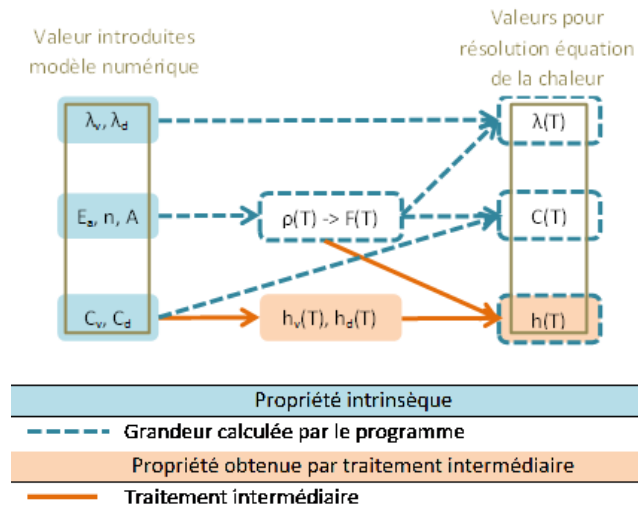 Valeur introduites
modèle numérique
Valeurs pour
résolution équation
de la chaleur
λv, λd
λ(T)
Ea, n, A
ρ(T) -> F(T)
C(T)
Cv, Cd
hv(T), hd(T)
h(T)
Propriété intrinsèque
Grandeur calculée par le programme
Propriété obtenue par traitement intermédiaire
Traitement intermédiaire